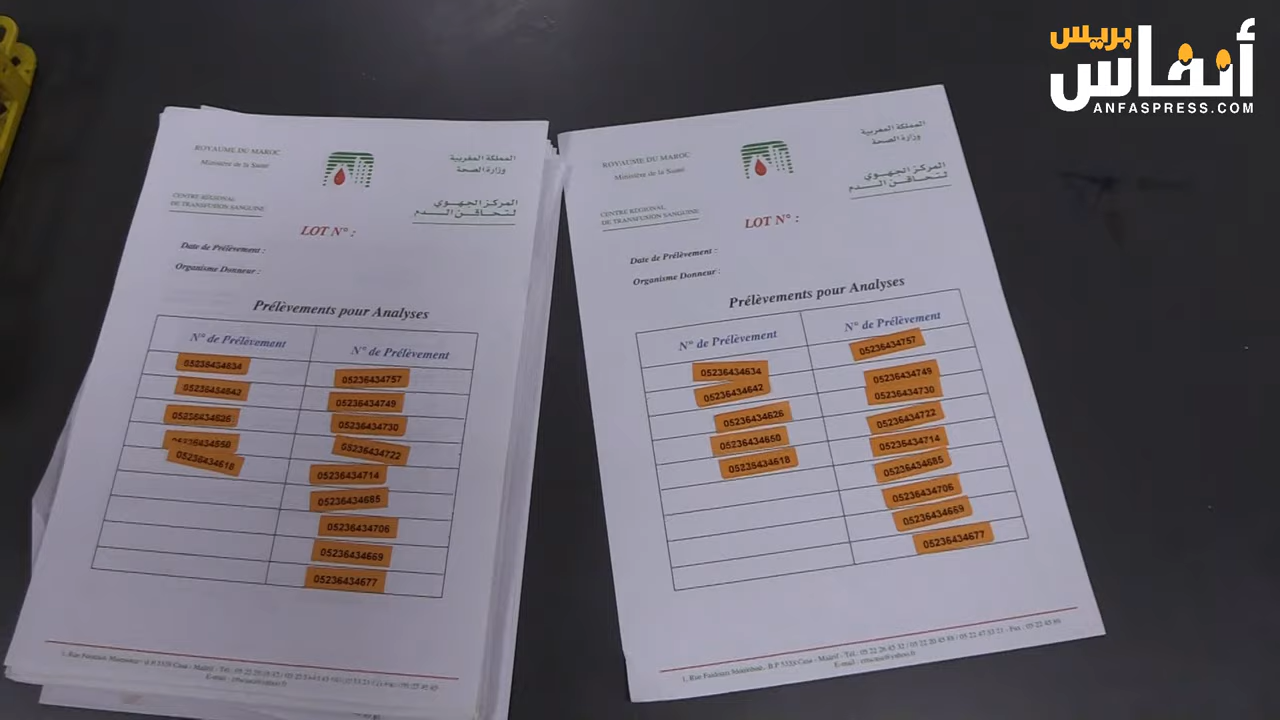 أنفاس بريس
ANFASPRESS.COM
ROYAUME DU MAROC
Ministère de la Santé
المملكة المغربية
وزارة الصحة
CENTRE REGIONAL
DE TRANSFUSION SANGUINE
المركز الجهوي
لتحاقن الدم
LOT N° :
Date de Prélèvement :
Organisme Donneur :
Prélèvements pour Analyses
N° de Prélèvement
N° de Prélèvement
05236434634
05236434757
05236434642
05236434749
05236434626
05236434730
05236434650
05236434722
05236434618
05236434714
05236434685
05236434706
05236434669
05236434677
ROYAUME DU MAROC
Ministère de la Santé
المملكة المغربية
وزارة الصحة
CENTRE REGIONAL
DE TRANSFUSION SANGUINE
المركز الجهوي
لتحاقن الدم
LOT N° :
Date de Prélèvement :
Organisme Donneur :
Prélèvements pour Analyses
N° de Prélèvement
N° de Prélèvement
05236434634
05236434757
05236434642
05236434749
05236434626
05236434730
05236434650
05236434722
05236434618
05236434714
05236434685
05236434706
05236434669
05236434677
E-mail :